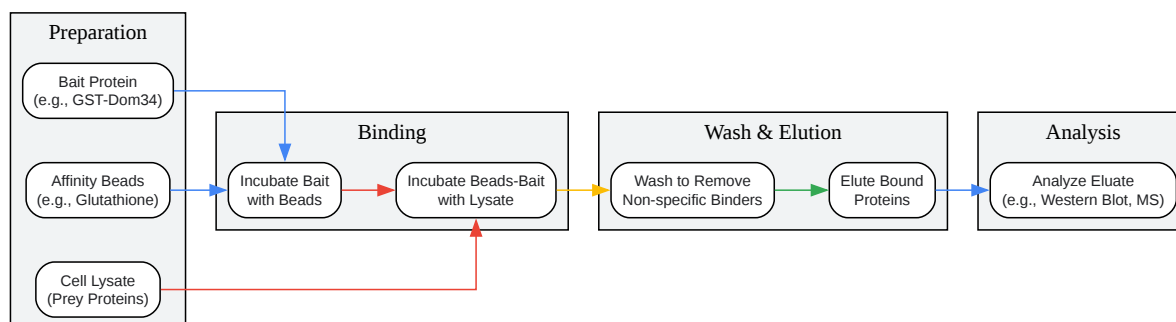 Preparation
Bait Protein
(e.g., GST-Dom34)
Affinity Beads
(e.g., Glutathione)
Cell Lysate
(Prey Proteins)
Binding
Incubate Bait
with Beads
Incubate Beads-Bait
with Lysate
Wash & Elution
Wash to Remove
Non-specific Binders
Elute Bound
Proteins
Analysis
Analyze Eluate
(e.g., Western Blot, MS)